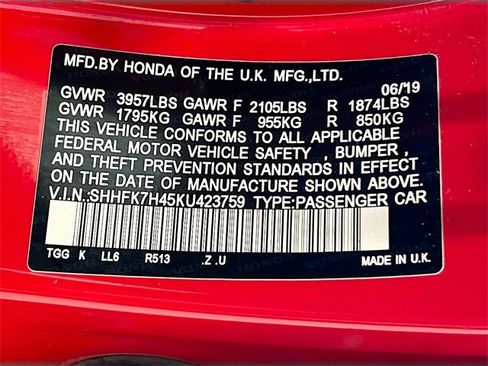 MFD.BY HONDA OF THE U.K. MFG.,LTD.
06/19
GVWR 3957LBS GAWR F 2105LBS R 1874LBS
GVWR 1795KG GAWR F 955KG R 850KG
THIS VEHICLE CONFORMS TO ALL APPLICABLE
FEDERAL MOTOR VEHICLE SAFETY , BUMPER ,
AND THEFT PREVENTION STANDARDS IN EFFECT
ON THE DATE OF MANUFACTURE SHOWN ABOVE.
V.I.N.:SHHFK7H45KU423759 TYPE:PASSENGER CAR
TGG K LL6 R513 .Z .U MADE IN U.K.